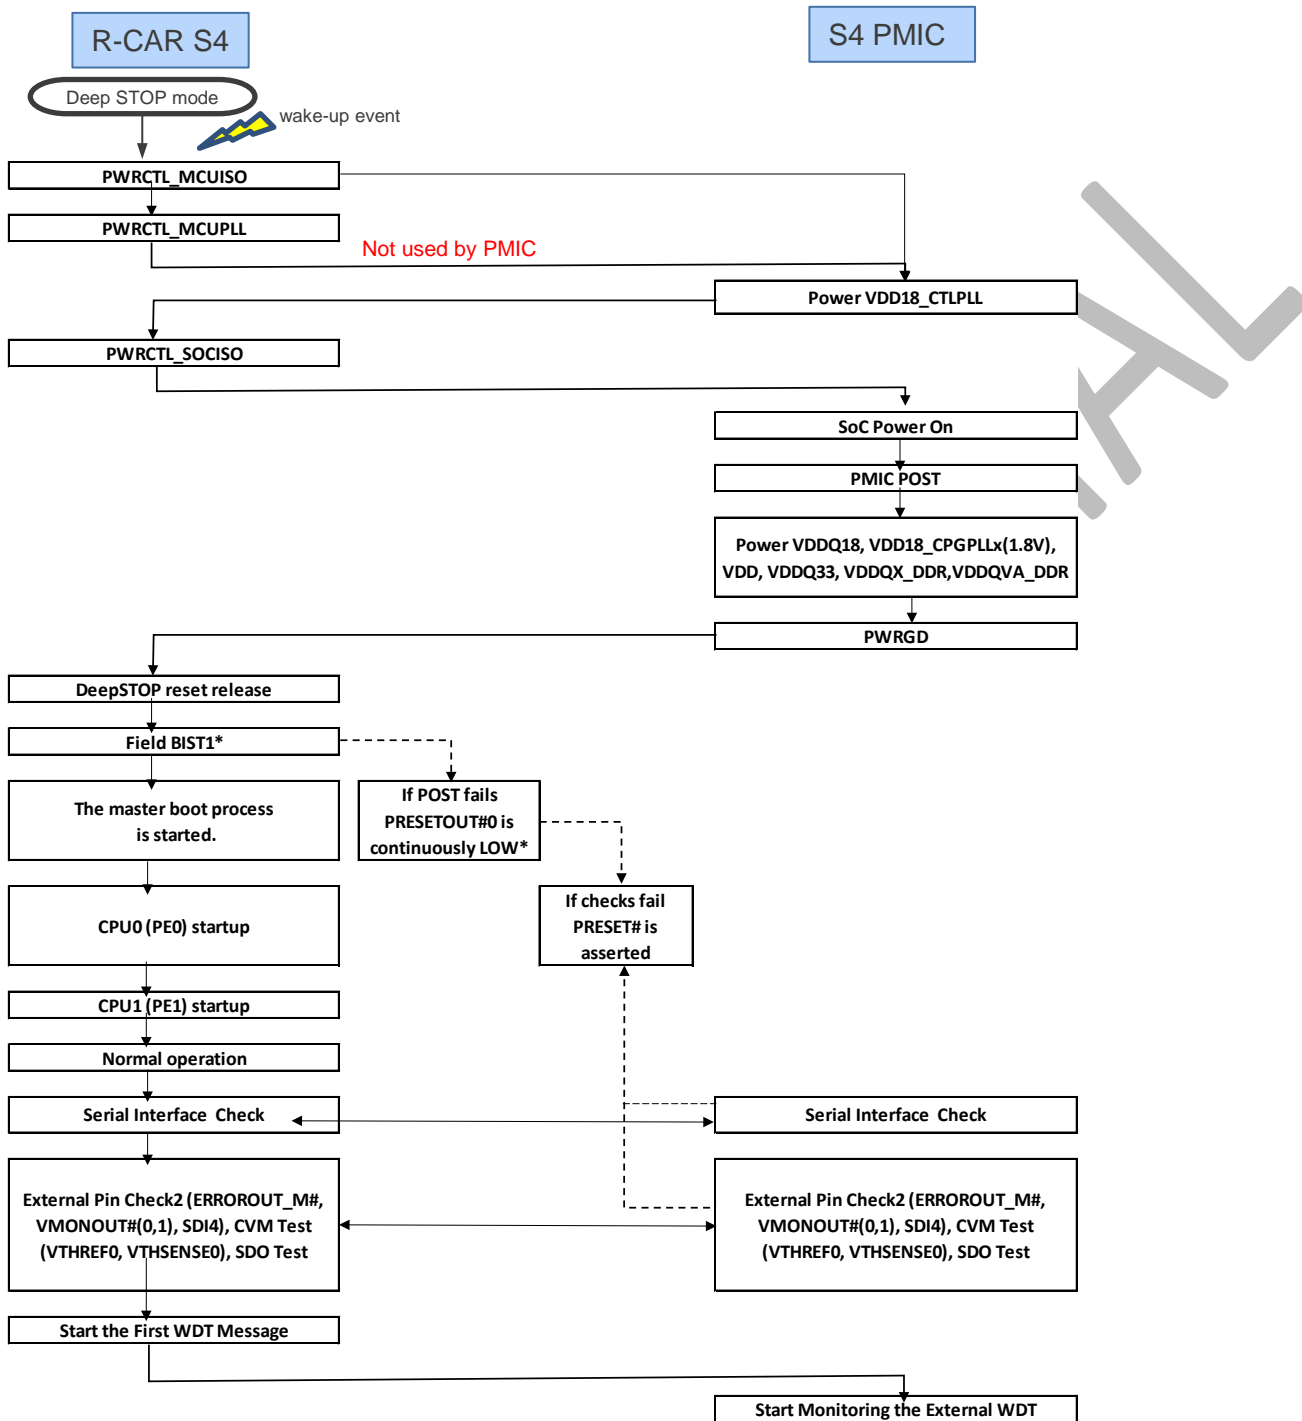 R-CAR S4
S4 PMIC
Deep STOP mode
wake-up event
PWRCTL_MCUISO
PWRCTL_MCUPLL
Not used by PMIC
Power VDD18_CTLPLL
PWRCTL_SOCISO
SoC Power On
PMIC POST
Power VDDQ18, VDD18_CPGPLLx(1.8V),
VDD, VDDQ33, VDDQX_DDR,VDDQVA_DDR
PWRGD
DeepSTOP reset release
Field BIST1*
The master boot process
is started.
If POST fails
PRESETOUT#0 is
continuously LOW*
CPU0 (PE0) startup
If checks fail
PRESET# is
asserted
CPU1 (PE1) startup
Normal operation
Serial Interface Check
Serial Interface Check
External Pin Check2 (ERROROUT_M#,
VMONOUT#(0,1), SDI4), CVM Test
(VTHREF0, VTHSENSE0), SDO Test
External Pin Check2 (ERROROUT_M#,
VMONOUT#(0,1), SDI4), CVM Test
(VTHREF0, VTHSENSE0), SDO Test
Start the First WDT Message
Start Monitoring the External WDT